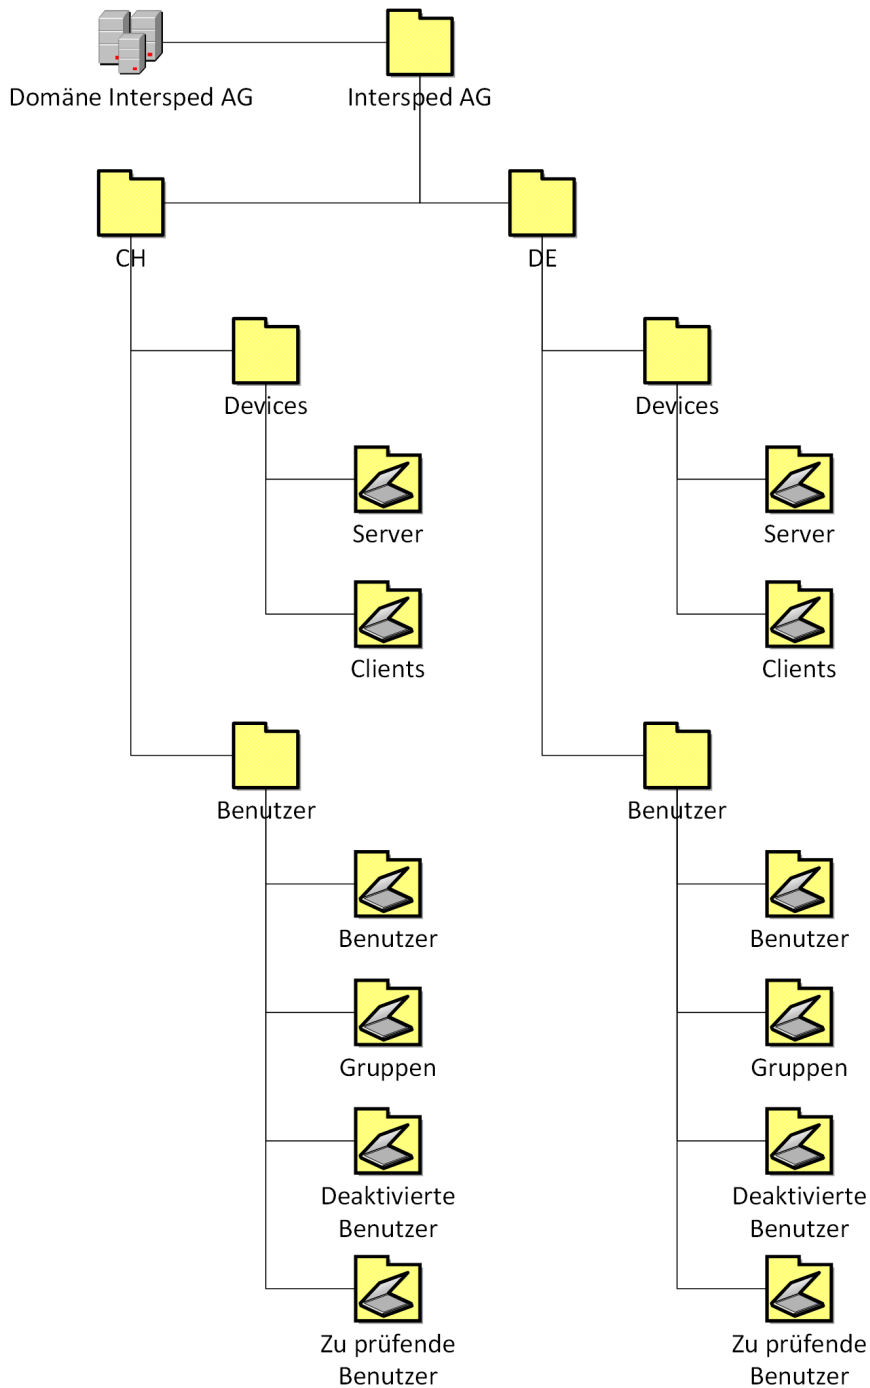 Domäne Intersped AG
Intersped AG
CH
DE
Devices
Devices
Server
Server
Clients
Clients
Benutzer
Benutzer
Benutzer
Benutzer
Gruppen
Gruppen
Deaktivierte
Benutzer
Deaktivierte
Benutzer
Zu prüfende
Benutzer
Zu prüfende
Benutzer